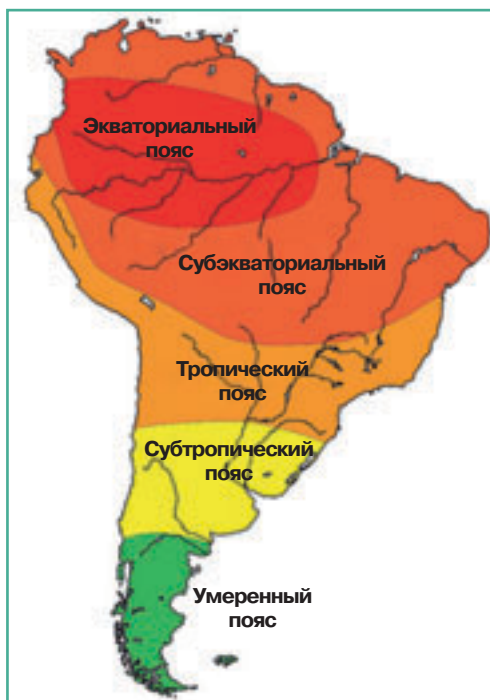 Экваториальный
пояс
Субэкваториальный
пояс
Тропический
пояс
Субтропический
пояс
Умеренный
пояс